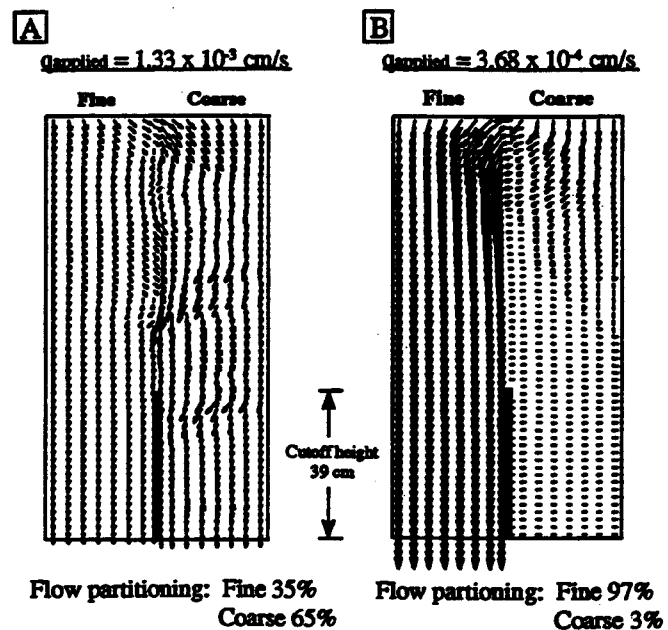 A
qapplied = 1.33 x 10⁻³ cm/s
Fine Coarse
B
qapplied = 3.68 x 10⁻⁴ cm/s
Fine Coarse
Cutoff height
39 cm
Flow partitioning: Fine 35%
Coarse 65%
Flow partioning: Fine 97%
Coarse 3%